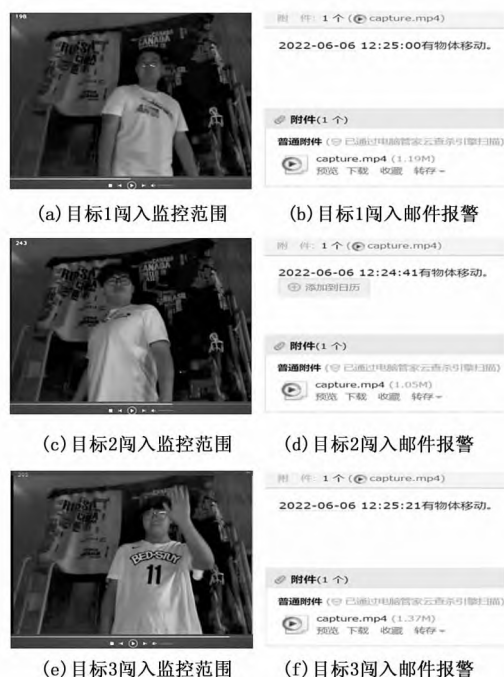 198
CANADA
附 件: 1 个 (capture.mp4)
2022-06-06 12:25:00有物体移动。
附件(1 个)
普通附件 (已通过电脑管家云查杀引擎扫描)
capture.mp4 (1.19M)
预览 下载 收藏 转存
(a)目标1闯入监控范围
(b)目标1闯入邮件报警
243
CANADA
附 件: 1 个 (capture.mp4)
2022-06-06 12:24:41有物体移动。
添加到日历
附件(1 个)
普通附件 (已通过电脑管家云查杀引擎扫描)
capture.mp4 (1.05M)
预览 下载 收藏 转存
(c)目标2闯入监控范围
(d)目标2闯入邮件报警
BED-STUY
11
附 件: 1 个 (capture.mp4)
2022-06-06 12:25:21有物体移动。
附件(1 个)
普通附件 (已通过电脑管家云查杀引擎扫描)
capture.mp4 (1.37M)
预览 下载 收藏 转存
(e)目标3闯入监控范围
(f)目标3闯入邮件报警